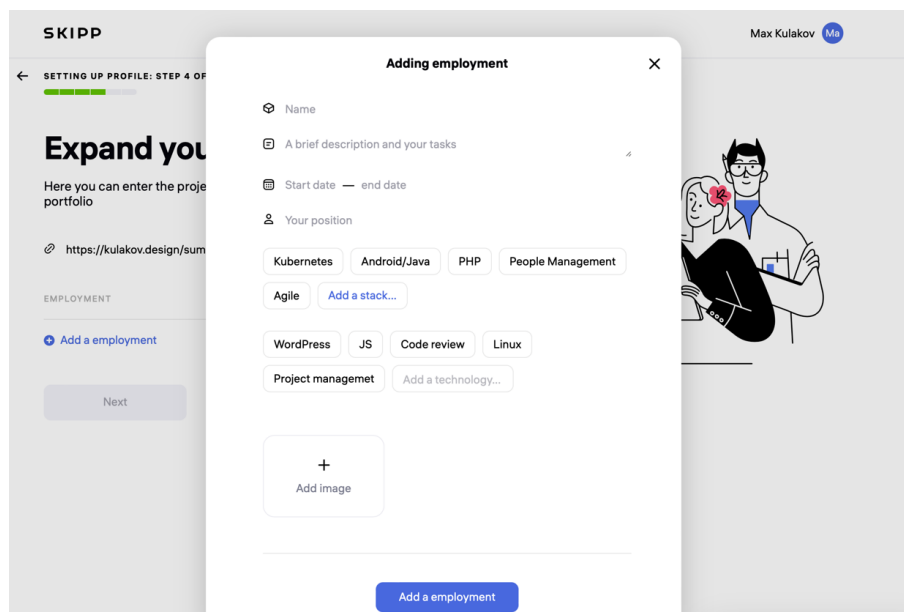 SKIPP
Max Kulakov Ma
Adding employment
SETTING UP PROFILE: STEP 4 OF
Name
A brief description and your tasks
Expand you
Here you can enter the proje
portfolio
Start date — end date
Your position
https://kulakov.design/sum
Kubernetes Android/Java PHP People Management
Agile Add a stack...
EMPLOYMENT
Add a employment
WordPress JS Code review Linux
Project managemet Add a technology...
Next
Add image
Add a employment